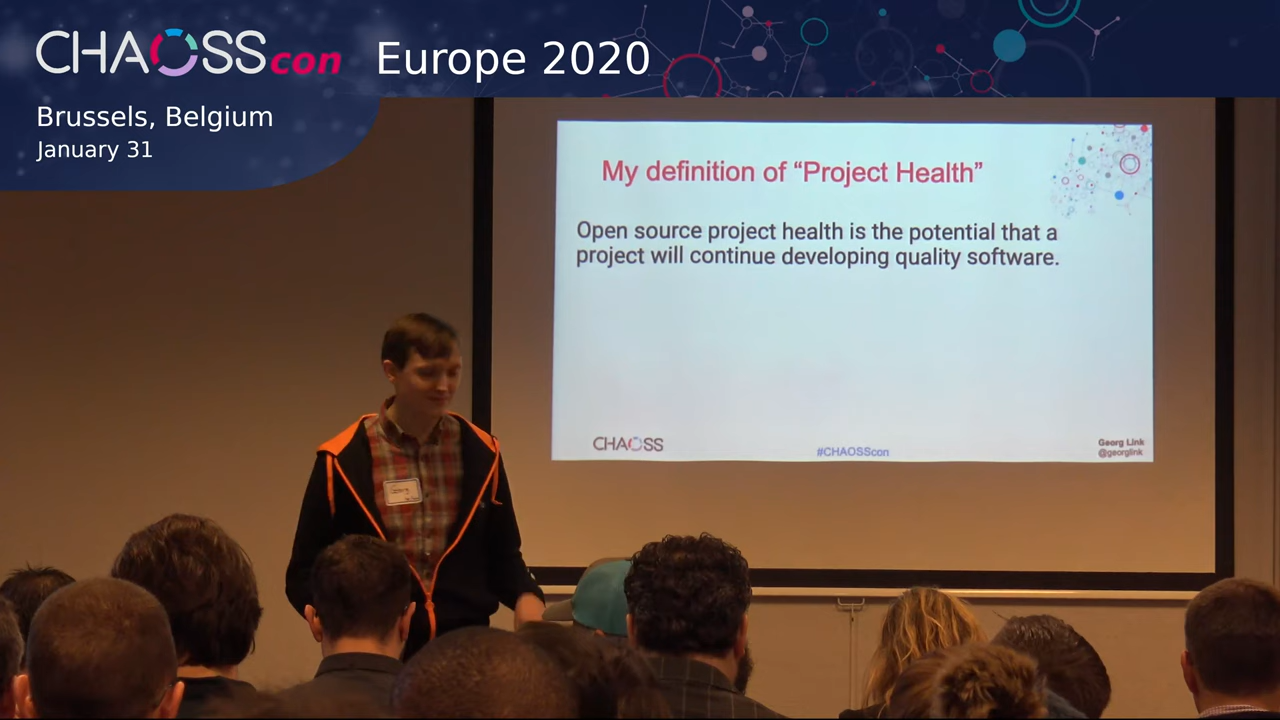 CHAOSScon Europe 2020
Brussels, Belgium
January 31
My definition of “Project Health”
Open source project health is the potential that a
project will continue developing quality software.
CHAOSS
#CHAOSScon
Georg Link
@georglink